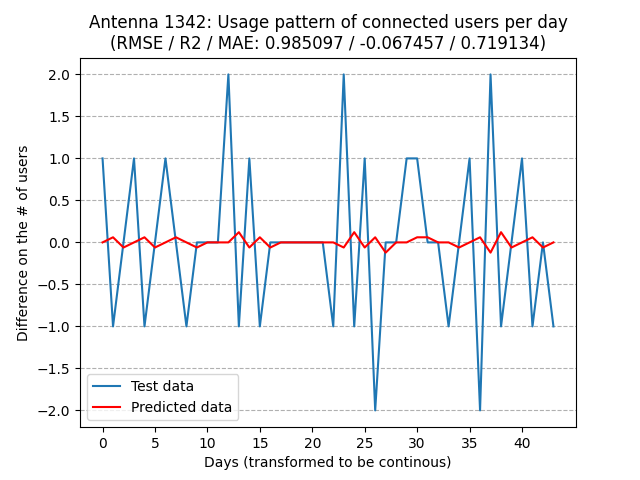 Antenna 1342: Usage pattern of connected users per day
(RMSE / R2 / MAE: 0.985097 / -0.067457 / 0.719134)
Difference on the # of users
2.0
1.5
1.0
0.5
0.0
−0.5
−1.0
−1.5
−2.0
Test data
Predicted data
0 5 10 15 20 25 30 35 40
Days (transformed to be continous)